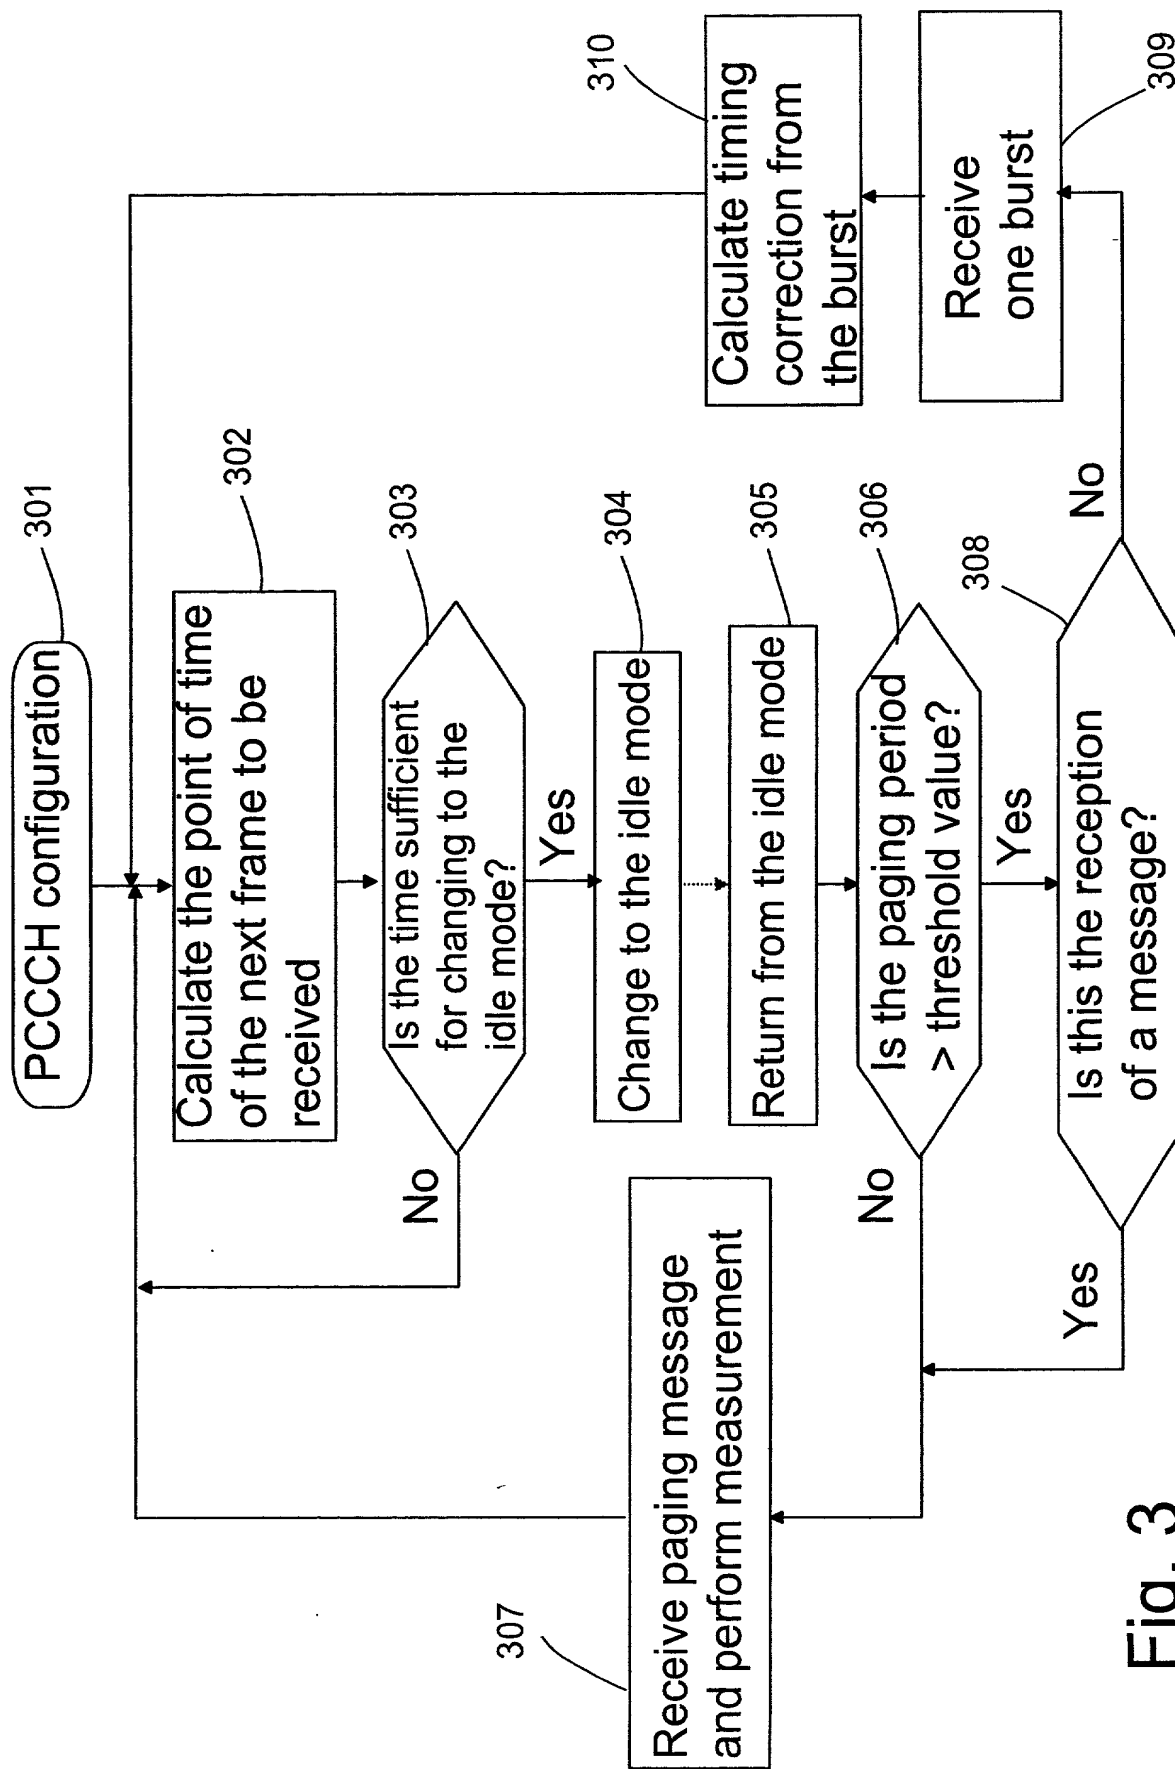 PCCCH configuration
301
Calculate the point of time
of the next frame to be
received
302
Is the time sufficient
for changing to the
idle mode?
303
No
Yes
Change to the idle mode
304
Return from the idle mode
305
Is the paging period
> threshold value?
306
No
Yes
Receive paging message
and perform measurement
307
Is this the reception
of a message?
308
Yes
No
Receive
one burst
309
Calculate timing
correction from
the burst
310
Fig. 3